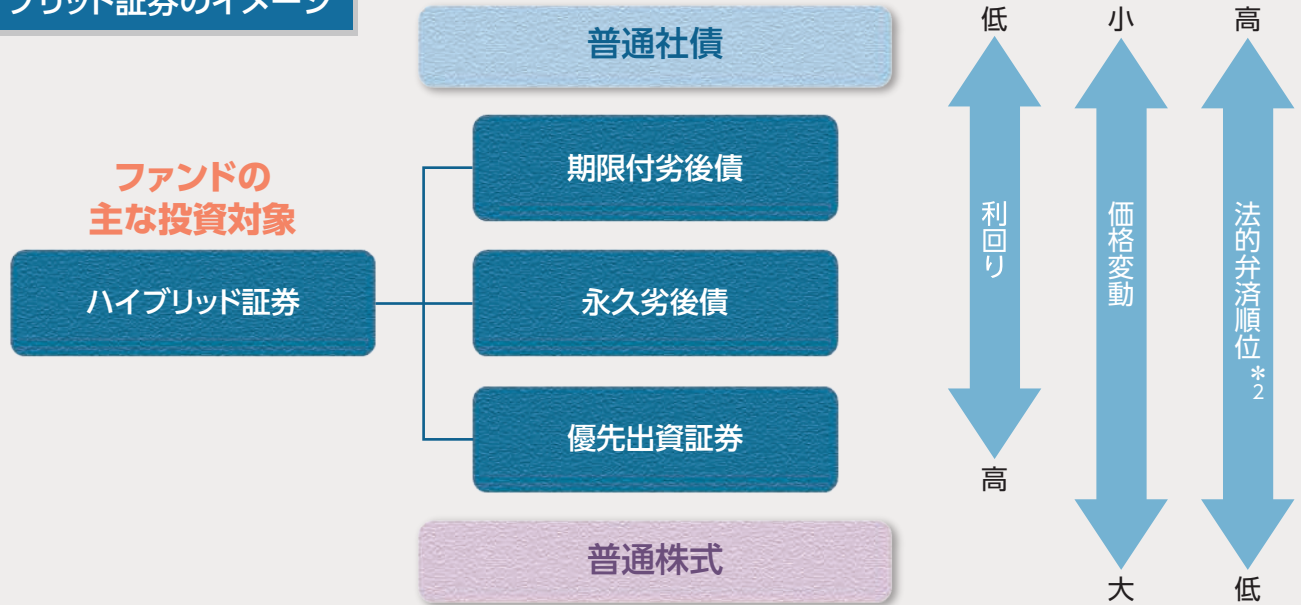 ブリッド証券のイメージ
普通社債
ファンドの
主な投資対象
ハイブリッド証券
期限付劣後債
永久劣後債
優先出資証券
普通株式
低
利回り
高
小
価格変動
大
高
法的弁済順位*2
低